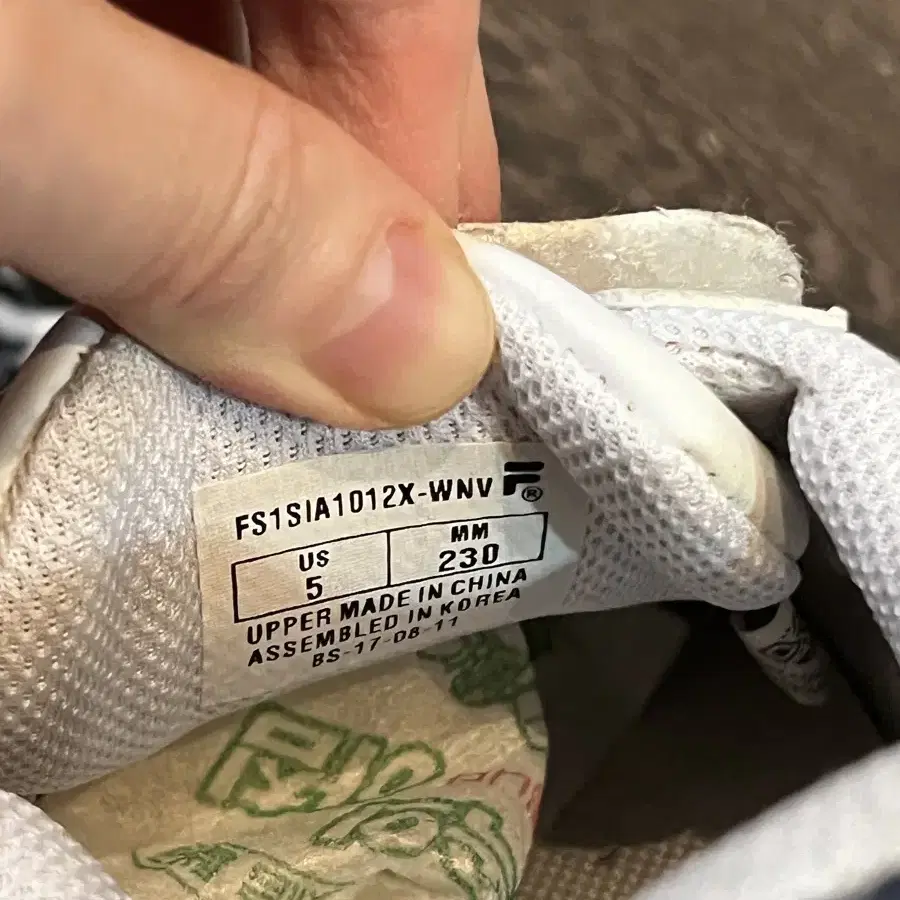 FS1SIA1012X-WNV F®
US
MM
5
230
UPPER MADE IN CHINA
ASSEMBLED IN KOREA
BS-17-08-11